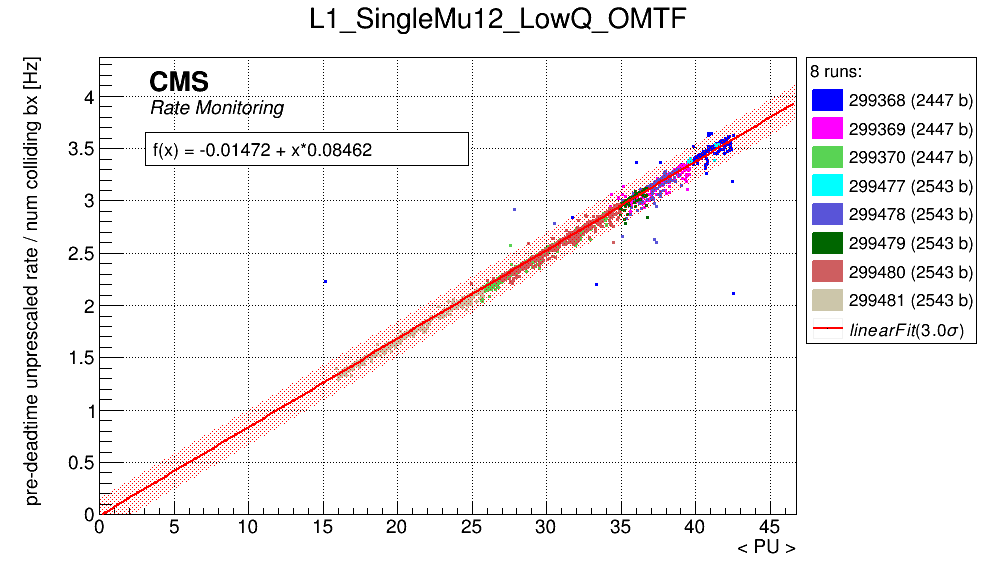 L1_SingleMu12_LowQ_OMTF
pre-deadtime unprescaled rate / num colliding bx [Hz]
CMS
Rate Monitoring
f(x) = -0.01472 + x*0.08462
4
3.5
3
2.5
2
1.5
1
0.5
0
0 5 10 15 20 25 30 35 40 45
< PU >
8 runs:
299368 (2447 b)
299369 (2447 b)
299370 (2447 b)
299477 (2543 b)
299478 (2543 b)
299479 (2543 b)
299480 (2543 b)
299481 (2543 b)
linearFit(3.0σ)